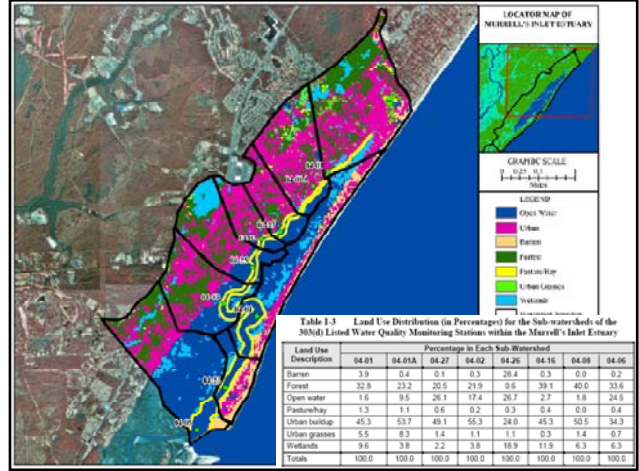 LOCATOR MAP OF
MURRELL'S INLET ESTUARY
GRAPHIC SCALE
0 0.25 0.5
Miles
LEGEND
Open Water
Urban
Barren
Forest
Pasture/Hay
Urban Grasses
Wetlands
04-01A
Table 1-3 Land Use Distribution (in Percentages) for the Sub-watersheds of the
303(d) Listed Water Quality Monitoring Stations within the Murrell's Inlet Estuary
Land Use Description Percentage in Each Sub-Watershed
04-01 04-01A 04-27 04-02 04-26 04-16 04-08 04-06
Barren 3.9 0.4 0.1 0.3 28.4 0.3 0.0 0.2
Forest 32.8 23.2 20.5 21.9 0.6 39.1 40.0 33.6
Open water 1.6 9.5 26.1 17.4 26.7 2.7 1.8 24.5
Pasture/hay 1.3 1.1 0.6 0.2 0.3 0.4 0.0 0.4
Urban buildup 45.3 53.7 49.1 55.3 24.0 45.3 50.5 34.3
Urban grasses 5.5 8.3 1.4 1.1 1.1 0.3 1.4 0.7
Wetlands 9.6 3.8 2.2 3.8 18.9 11.9 6.3 6.3
Totals 100.0 100.0 100.0 100.0 100.0 100.0 100.0 100.0